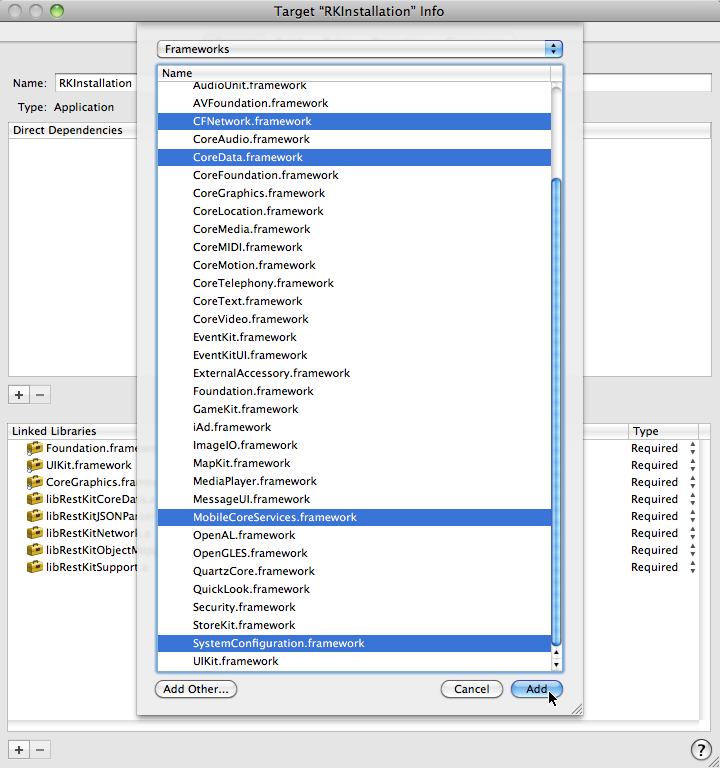 Target “RKInstallation” Info
Frameworks
Name
Name: RKInstallation
Type: Application
Direct Dependencies
AudioUnit.framework
AVFoundation.framework
CFNetwork.framework
CoreAudio.framework
CoreData.framework
CoreFoundation.framework
CoreGraphics.framework
CoreLocation.framework
CoreMedia.framework
CoreMIDI.framework
CoreMotion.framework
CoreTelephony.framework
CoreText.framework
CoreVideo.framework
EventKit.framework
EventKitUI.framework
ExternalAccessory.framework
Foundation.framework
GameKit.framework
iAd.framework
ImageIO.framework
MapKit.framework
MediaPlayer.framework
MessageUI.framework
MobileCoreServices.framework
OpenAL.framework
OpenGLES.framework
QuartzCore.framework
QuickLook.framework
Security.framework
StoreKit.framework
SystemConfiguration.framework
UIKit.framework
Add Other...
Cancel
Add
+ −
Linked Libraries
Type
Foundation.frame Required
UIKit.framework Required
CoreGraphics.fra Required
libRestKitCoreData Required
libRestKitJSONPar Required
libRestKitNetwork Required
libRestKitObjectM Required
libRestKitSupport Required
+ −
?